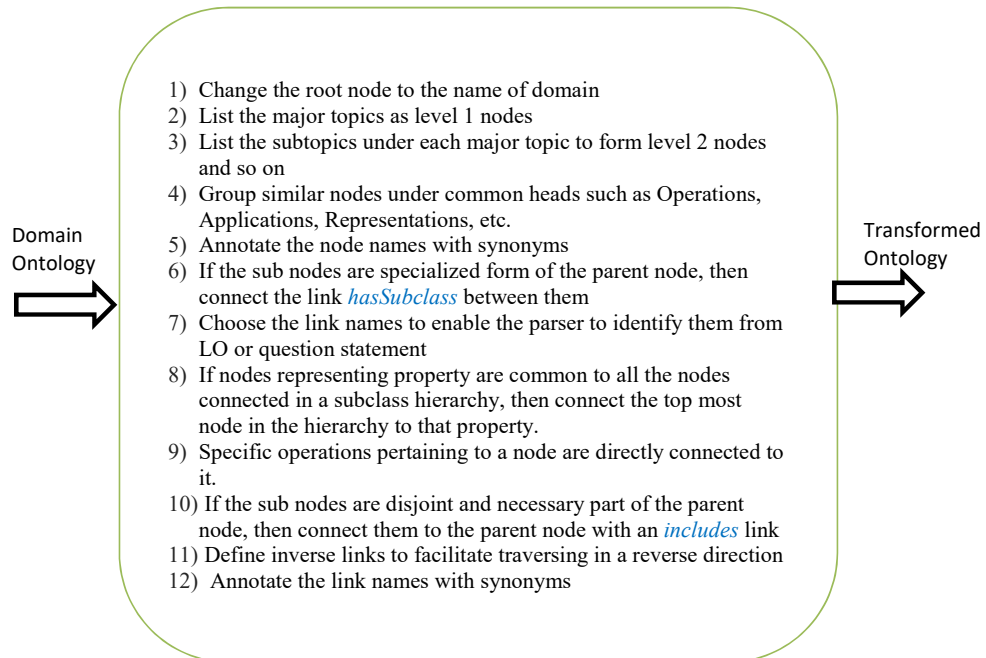 1) Change the root node to the name of domain
2) List the major topics as level 1 nodes
3) List the subtopics under each major topic to form level 2 nodes
and so on
4) Group similar nodes under common heads such as Operations,
Applications, Representations, etc.
Domain
Ontology
5) Annotate the node names with synonyms
6) If the sub nodes are specialized form of the parent node, then
connect the link hasSubclass between them
7) Choose the link names to enable the parser to identify them from
LO or question statement
8) If nodes representing property are common to all the nodes
connected in a subclass hierarchy, then connect the top most
node in the hierarchy to that property.
9) Specific operations pertaining to a node are directly connected to
it.
10) If the sub nodes are disjoint and necessary part of the parent
node, then connect them to the parent node with an includes link
11) Define inverse links to facilitate traversing in a reverse direction
12) Annotate the link names with synonyms
Transformed
Ontology